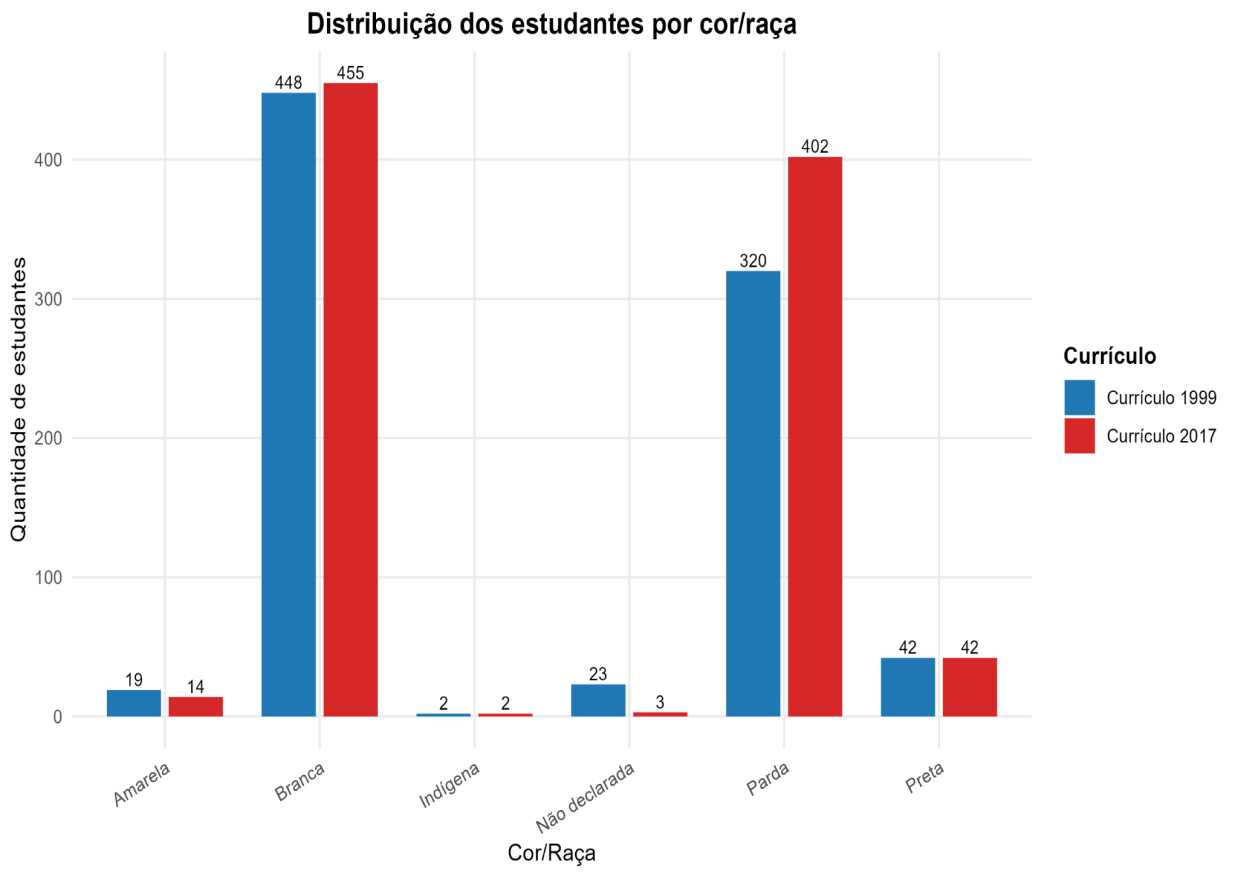 Distribuição dos estudantes por cor/raça
Quantidade de estudantes
400
300
200
100
0
19
14
448
455
2
2
23
3
320
402
42
42
Amarela
Branca
Indígena
Não declarada
Parda
Preta
Cor/Raça
Currículo
Currículo 1999
Currículo 2017